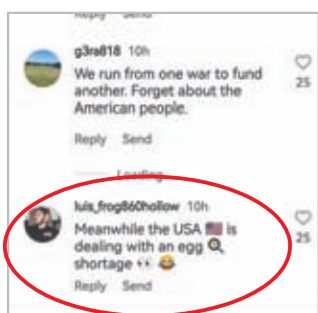 Reply Send
g3ra818 10h
We run from one war to fund
another. Forget about the
American people.
25
Reply Send
Loading
luis_frog860hollow 10h
Meanwhile the USA 🇺🇸 is
dealing with an egg 🔍
shortage 👀 😂
25
Reply Send